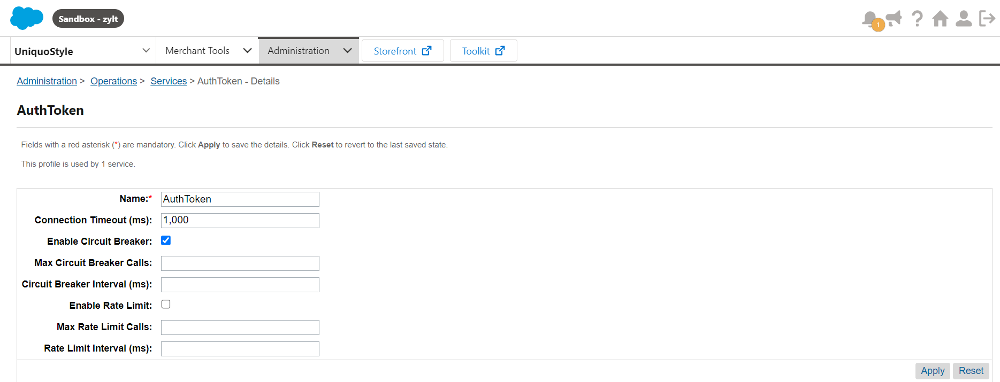 Sandbox - zylt
1
?
UniquoStyle
Merchant Tools
Administration
Storefront
Toolkit
Administration > Operations > Services > AuthToken - Details
AuthToken
Fields with a red asterisk (*) are mandatory. Click Apply to save the details. Click Reset to revert to the last saved state.
This profile is used by 1 service.
Name:* AuthToken
Connection Timeout (ms): 1,000
Enable Circuit Breaker:
Max Circuit Breaker Calls:
Circuit Breaker Interval (ms):
Enable Rate Limit:
Max Rate Limit Calls:
Rate Limit Interval (ms):
Apply Reset